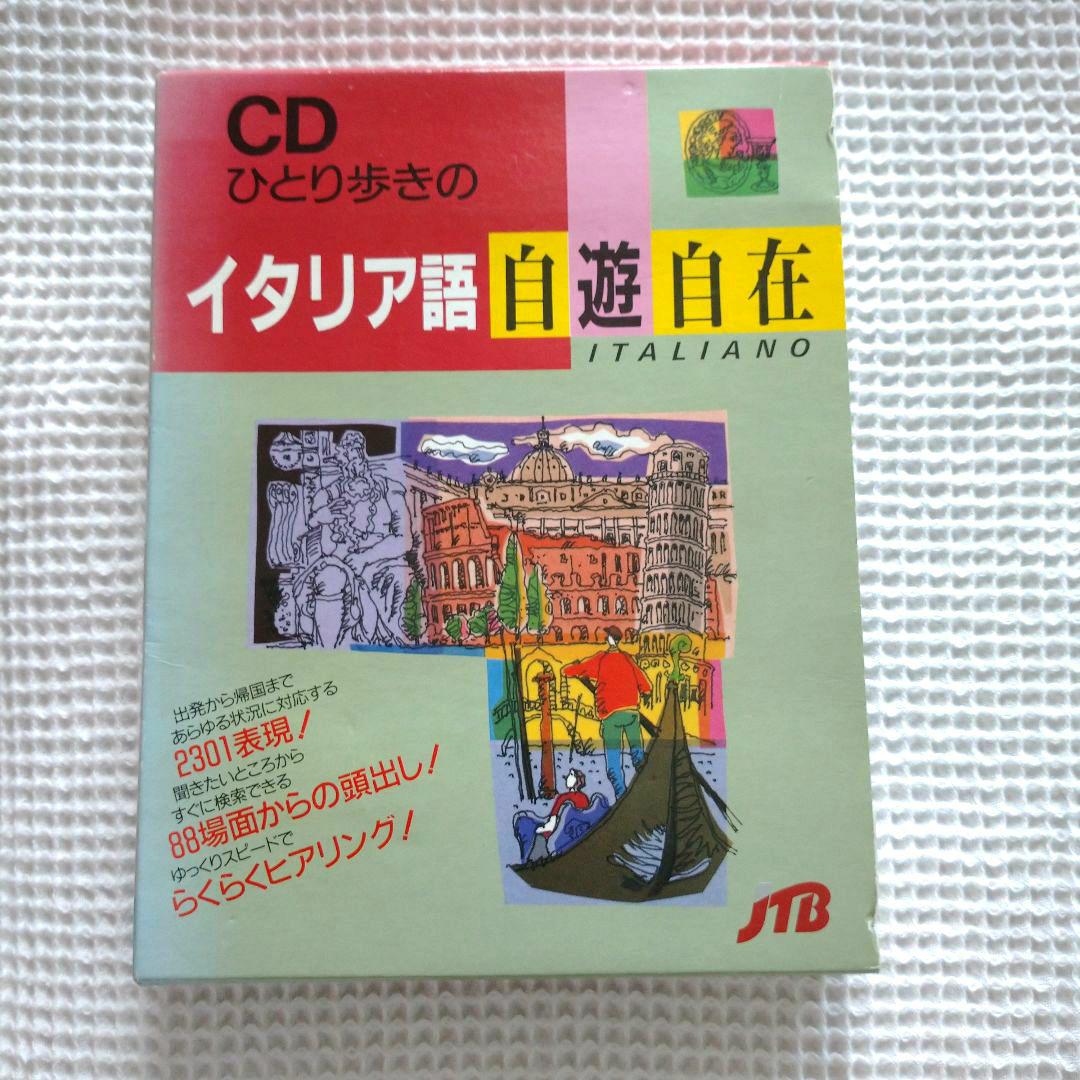 CD
ひとり歩きの
イタリア語自遊自在
ITALIANO
出発から帰国まで
あらゆる状況に対応する
2301表現！
聞きたいところから
すぐに検索できる
88場面からの頭出し！
ゆっくりスピードで
らくらくヒアリング！
JTB